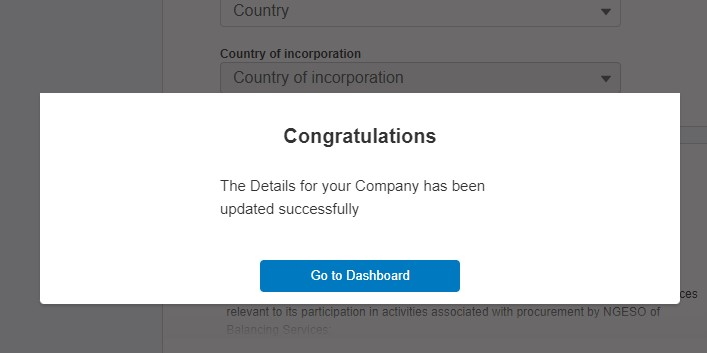 Country
Country of incorporation
Country of incorporation
Congratulations
The Details for your Company has been
updated successfully
Go to Dashboard
ces
relevant to its participation in activities associated with procurement by NGESO of
Balancing Services.